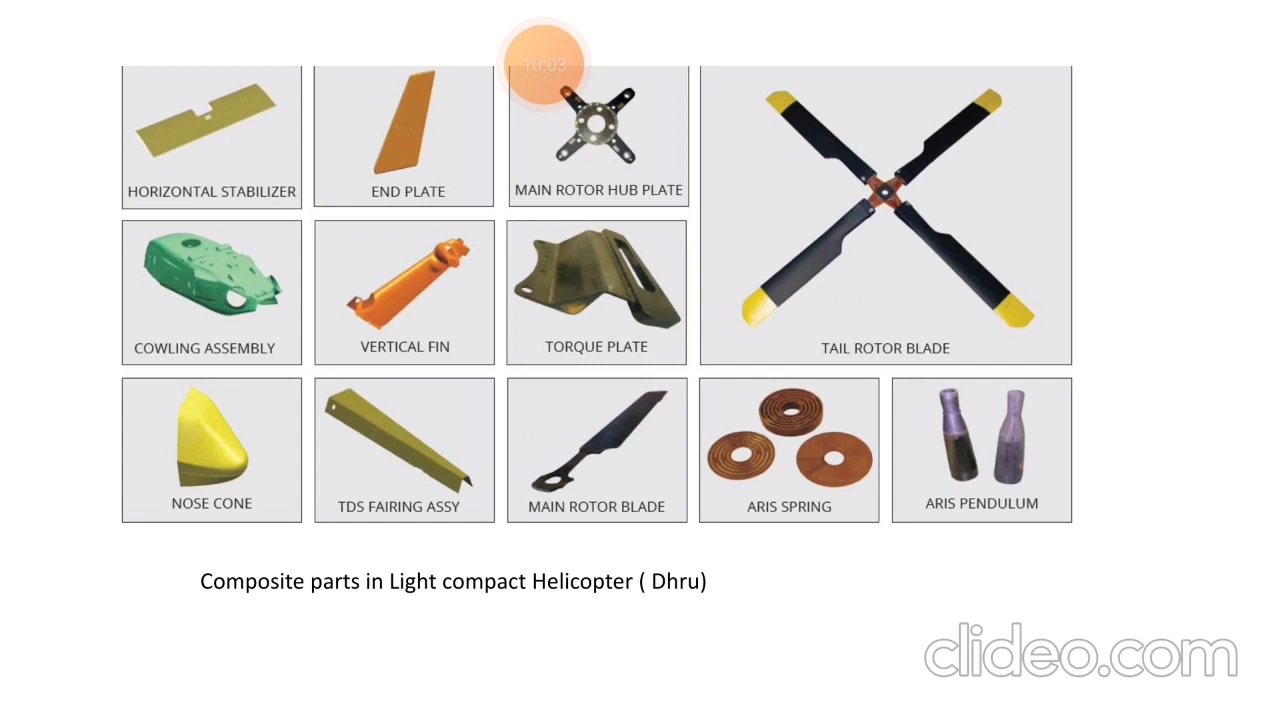 10:03
HORIZONTAL STABILIZER
END PLATE
MAIN ROTOR HUB PLATE
COWLING ASSEMBLY
VERTICAL FIN
TORQUE PLATE
TAIL ROTOR BLADE
NOSE CONE
TDS FAIRING ASSY
MAIN ROTOR BLADE
ARIS SPRING
ARIS PENDULUM
Composite parts in Light compact Helicopter ( Dhru)
clideo.com